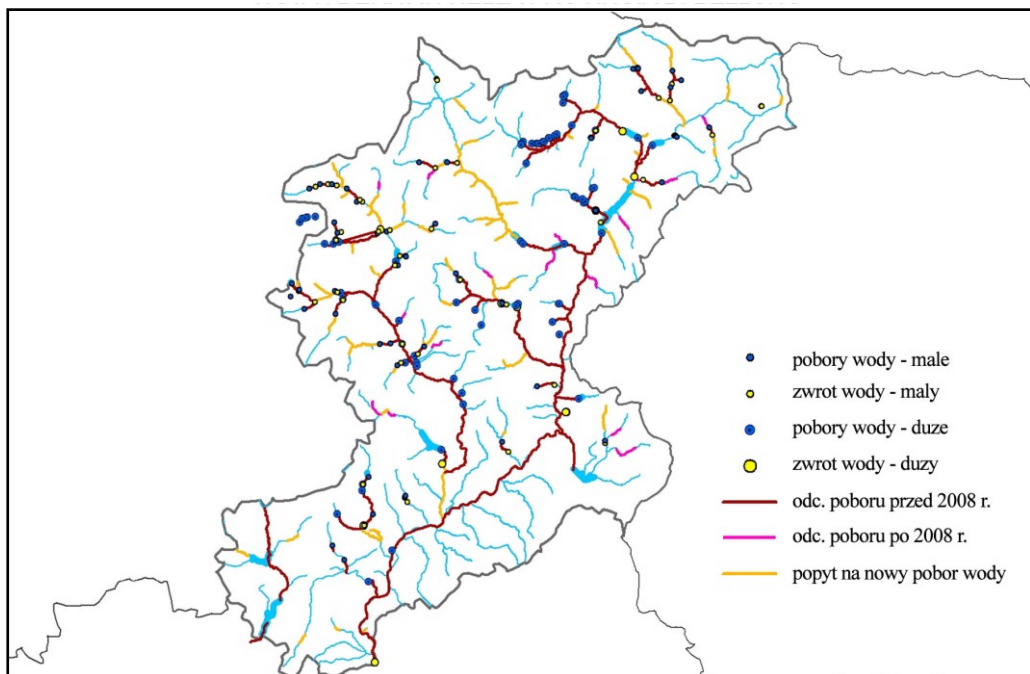 pobory wody - male
zwrot wody - maly
pobory wody - duze
zwrot wody - duzy
odc. poboru przed 2008 r.
odc. poboru po 2008 r.
popyt na nowy pobor wody